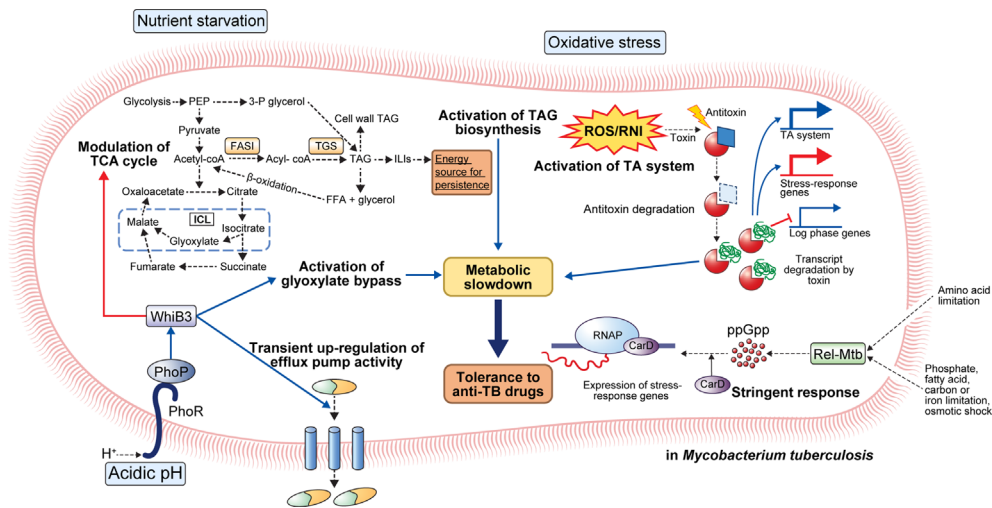 Nutrient starvation
Oxidative stress
Glycolysis
PEP
3-P glycerol
Cell wall TAG
Pyruvate
FASI
TGS
Acetyl-coA
Acyl- coA
TAG
ILIs
Energy
source for
persistence
β-oxidation
FFA + glycerol
Oxaloacetate
Citrate
ICL
Malate
Isocitrate
Glyoxylate
Fumarate
Succinate
Modulation of
TCA cycle
Activation of TAG
biosynthesis
ROS/RNI
Activation of TA system
Toxin
Antitoxin
Antitoxin degradation
TA system
Stress-response
genes
Log phase genes
Transcript
degradation by
toxin
Activation of
glyoxylate bypass
Metabolic
slowdown
WhiB3
Transient up-regulation of
efflux pump activity
PhoP
PhoR
H+
Acidic pH
Tolerance to
anti-TB drugs
RNAP
CarD
Expression of stress-
response genes
ppGpp
CarD
Stringent response
Rel-Mtb
Amino acid
limitation
Phosphate,
fatty acid,
carbon or
iron limitation,
osmotic shock
in Mycobacterium tuberculosis